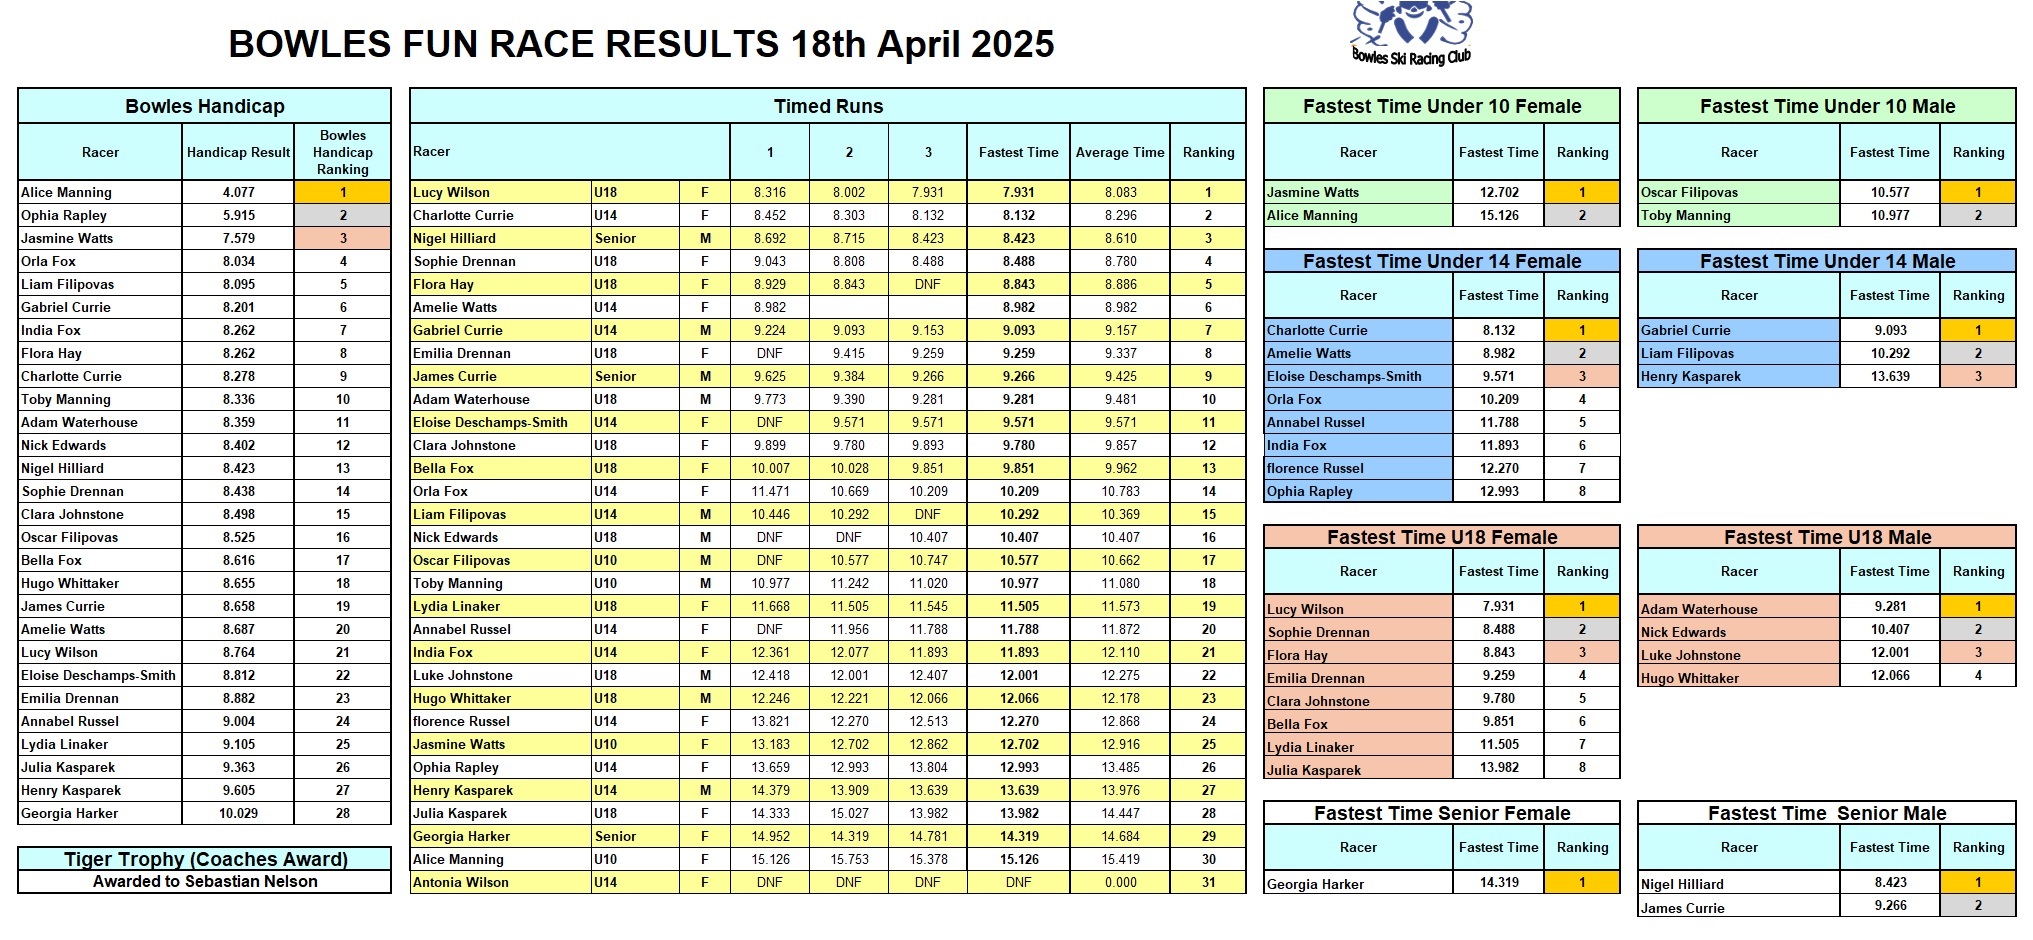 BOWLES FUN RACE RESULTS 18th April 2025
Bowles Ski Racing Club
Bowles Handicap
Racer Handicap Result Bowles Handicap Ranking
Alice Manning 4.077 1
Ophia Rapley 5.915 2
Jasmine Watts 7.579 3
Orla Fox 8.034 4
Liam Filipovas 8.095 5
Gabriel Currie 8.201 6
India Fox 8.262 7
Flora Hay 8.262 8
Charlotte Currie 8.278 9
Toby Manning 8.336 10
Adam Waterhouse 8.359 11
Nick Edwards 8.402 12
Nigel Hilliard 8.423 13
Sophie Drennan 8.438 14
Clara Johnstone 8.498 15
Oscar Filipovas 8.525 16
Bella Fox 8.616 17
Hugo Whittaker 8.655 18
James Currie 8.658 19
Amelie Watts 8.687 20
Lucy Wilson 8.764 21
Eloise Deschamps-Smith 8.812 22
Emilia Drennan 8.882 23
Annabel Russel 9.004 24
Lydia Linaker 9.105 25
Julia Kasparek 9.363 26
Henry Kasparek 9.605 27
Georgia Harker 10.029 28
Tiger Trophy (Coaches Award)
Awarded to Sebastian Nelson
Timed Runs
Racer 1 2 3 Fastest Time Average Time Ranking
Lucy Wilson U18 F 8.316 8.002 7.931 7.931 8.083 1
Charlotte Currie U14 F 8.452 8.303 8.132 8.132 8.296 2
Nigel Hilliard Senior M 8.692 8.715 8.423 8.423 8.610 3
Sophie Drennan U18 F 9.043 8.808 8.488 8.488 8.780 4
Flora Hay U18 F 8.929 8.843 DNF 8.843 8.886 5
Amelie Watts U14 F 8.982 8.982 8.982 6
Gabriel Currie U14 M 9.224 9.093 9.153 9.093 9.157 7
Emilia Drennan U18 F DNF 9.415 9.259 9.259 9.337 8
James Currie Senior M 9.625 9.384 9.266 9.266 9.425 9
Adam Waterhouse U18 M 9.773 9.390 9.281 9.281 9.481 10
Eloise Deschamps-Smith U14 F DNF 9.571 9.571 9.571 9.571 11
Clara Johnstone U18 F 9.899 9.780 9.893 9.780 9.857 12
Bella Fox U18 F 10.007 10.028 9.851 9.851 9.962 13
Orla Fox U14 F 11.471 10.669 10.209 10.209 10.783 14
Liam Filipovas U14 M 10.446 10.292 DNF 10.292 10.369 15
Nick Edwards U18 M DNF DNF 10.407 10.407 10.407 16
Oscar Filipovas U10 M DNF 10.577 10.747 10.577 10.662 17
Toby Manning U10 M 10.977 11.242 11.020 10.977 11.080 18
Lydia Linaker U18 F 11.668 11.505 11.545 11.505 11.573 19
Annabel Russel U14 F DNF 11.956 11.788 11.788 11.872 20
India Fox U14 F 12.361 12.077 11.893 11.893 12.110 21
Luke Johnstone U18 M 12.418 12.001 12.407 12.001 12.275 22
Hugo Whittaker U18 M 12.246 12.221 12.066 12.066 12.178 23
florence Russel U14 F 13.821 12.270 12.513 12.270 12.868 24
Jasmine Watts U10 F 13.183 12.702 12.862 12.702 12.916 25
Ophia Rapley U14 F 13.659 12.993 13.804 12.993 13.485 26
Henry Kasparek U14 M 14.379 13.909 13.639 13.639 13.976 27
Julia Kasparek U18 F 14.333 15.027 13.982 13.982 14.447 28
Georgia Harker Senior F 14.952 14.319 14.781 14.319 14.684 29
Alice Manning U10 F 15.126 15.753 15.378 15.126 15.419 30
Antonia Wilson U14 F DNF DNF DNF DNF 0.000 31
Fastest Time Under 10 Female
Racer Fastest Time Ranking
Jasmine Watts 12.702 1
Alice Manning 15.126 2
Fastest Time Under 10 Male
Racer Fastest Time Ranking
Oscar Filipovas 10.577 1
Toby Manning 10.977 2
Fastest Time Under 14 Female
Racer Fastest Time Ranking
Charlotte Currie 8.132 1
Amelie Watts 8.982 2
Eloise Deschamps-Smith 9.571 3
Orla Fox 10.209 4
Annabel Russel 11.788 5
India Fox 11.893 6
florence Russel 12.270 7
Ophia Rapley 12.993 8
Fastest Time Under 14 Male
Racer Fastest Time Ranking
Gabriel Currie 9.093 1
Liam Filipovas 10.292 2
Henry Kasparek 13.639 3
Fastest Time U18 Female
Racer Fastest Time Ranking
Lucy Wilson 7.931 1
Sophie Drennan 8.488 2
Flora Hay 8.843 3
Emilia Drennan 9.259 4
Clara Johnstone 9.780 5
Bella Fox 9.851 6
Lydia Linaker 11.505 7
Julia Kasparek 13.982 8
Fastest Time U18 Male
Racer Fastest Time Ranking
Adam Waterhouse 9.281 1
Nick Edwards 10.407 2
Luke Johnstone 12.001 3
Hugo Whittaker 12.066 4
Fastest Time Senior Female
Racer Fastest Time Ranking
Georgia Harker 14.319 1
Fastest Time Senior Male
Racer Fastest Time Ranking
Nigel Hilliard 8.423 1
James Currie 9.266 2